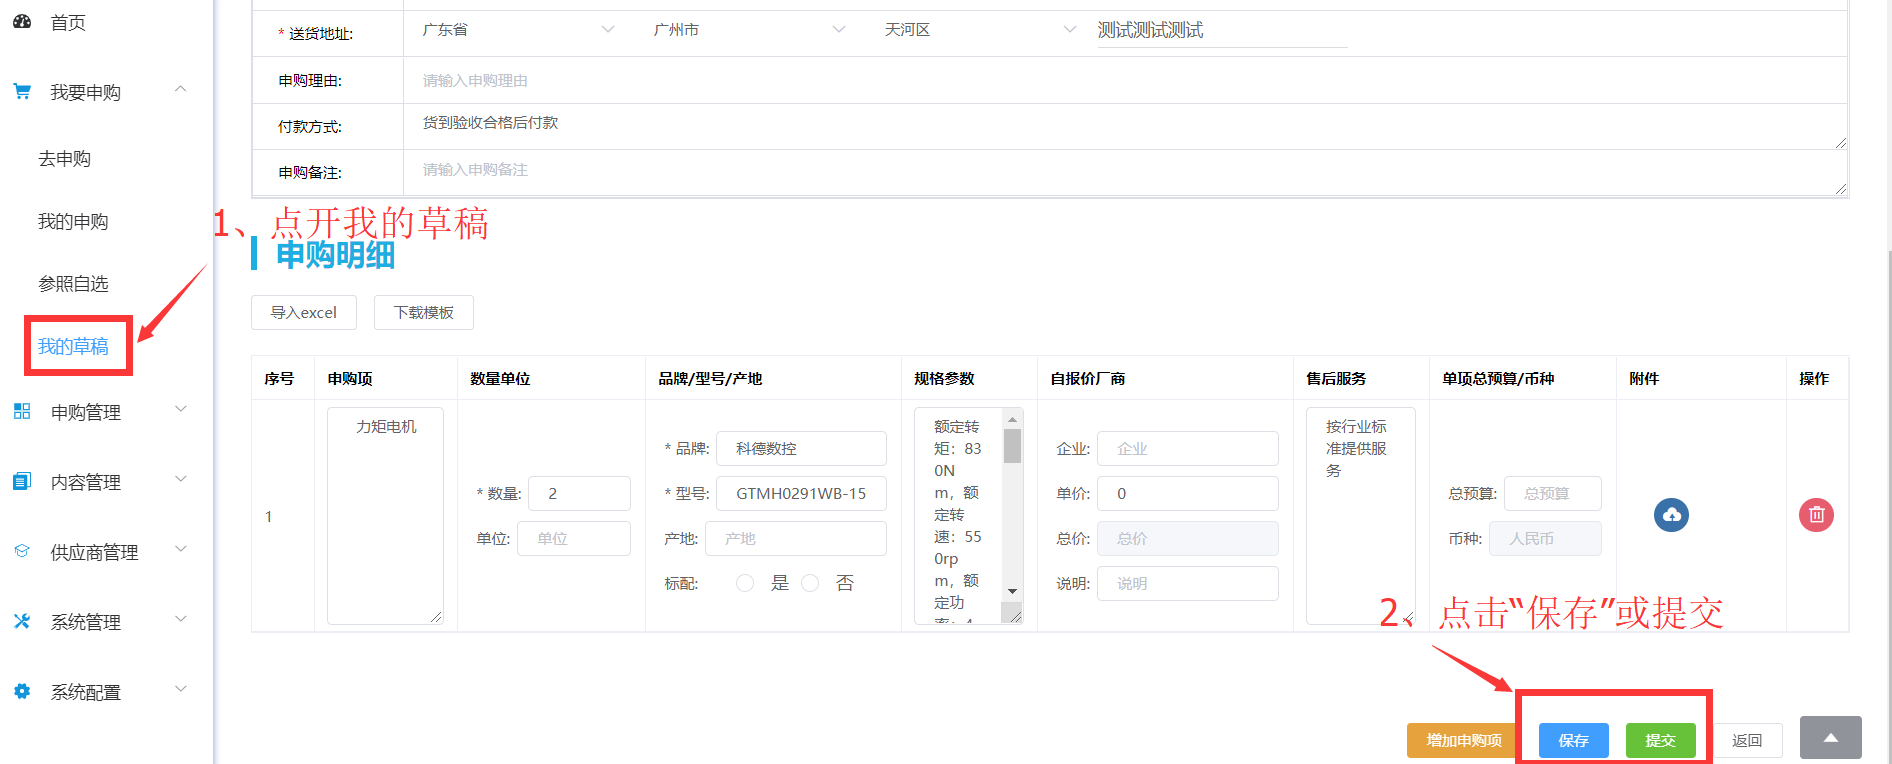 首页
我要申购
去申购
我的申购
参照自选
我的草稿
申购管理
内容管理
供应商管理
系统管理
系统配置
* 送货地址: 广东省 广州市 天河区 测试测试测试
申购理由: 请输入申购理由
付款方式: 货到验收合格后付款
申购备注: 请输入申购备注
1、点开我的草稿
申购明细
导入excel 下载模板
序号 申购项 数量单位 品牌/型号/产地 规格参数 自报价厂商 售后服务 单项总预算/币种 附件 操作
1
力矩电机
* 数量: 2
单位: 单位
* 品牌: 科德数控
* 型号: GTMH0291WB-15
产地: 产地
标配: 是 否
额定转
矩：83
0N
m，额
定转
速：55
0rp
m，额
定功
率：4
企业: 企业
单价: 0
总价: 总价
说明: 说明
按行业标
准提供服
务
总预算: 总预算
币种: 人民币
2、点击“保存”或提交
增加申购项 保存 提交 返回